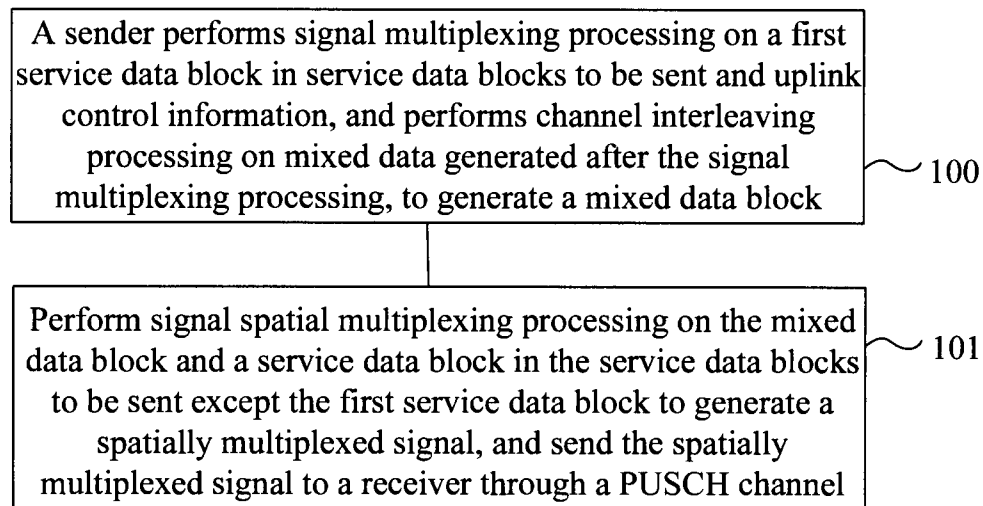 A sender performs signal multiplexing processing on a first
service data block in service data blocks to be sent and uplink
control information, and performs channel interleaving
processing on mixed data generated after the signal
multiplexing processing, to generate a mixed data block
100
Perform signal spatial multiplexing processing on the mixed
data block and a service data block in the service data blocks
to be sent except the first service data block to generate a
spatially multiplexed signal, and send the spatially
multiplexed signal to a receiver through a PUSCH channel
101